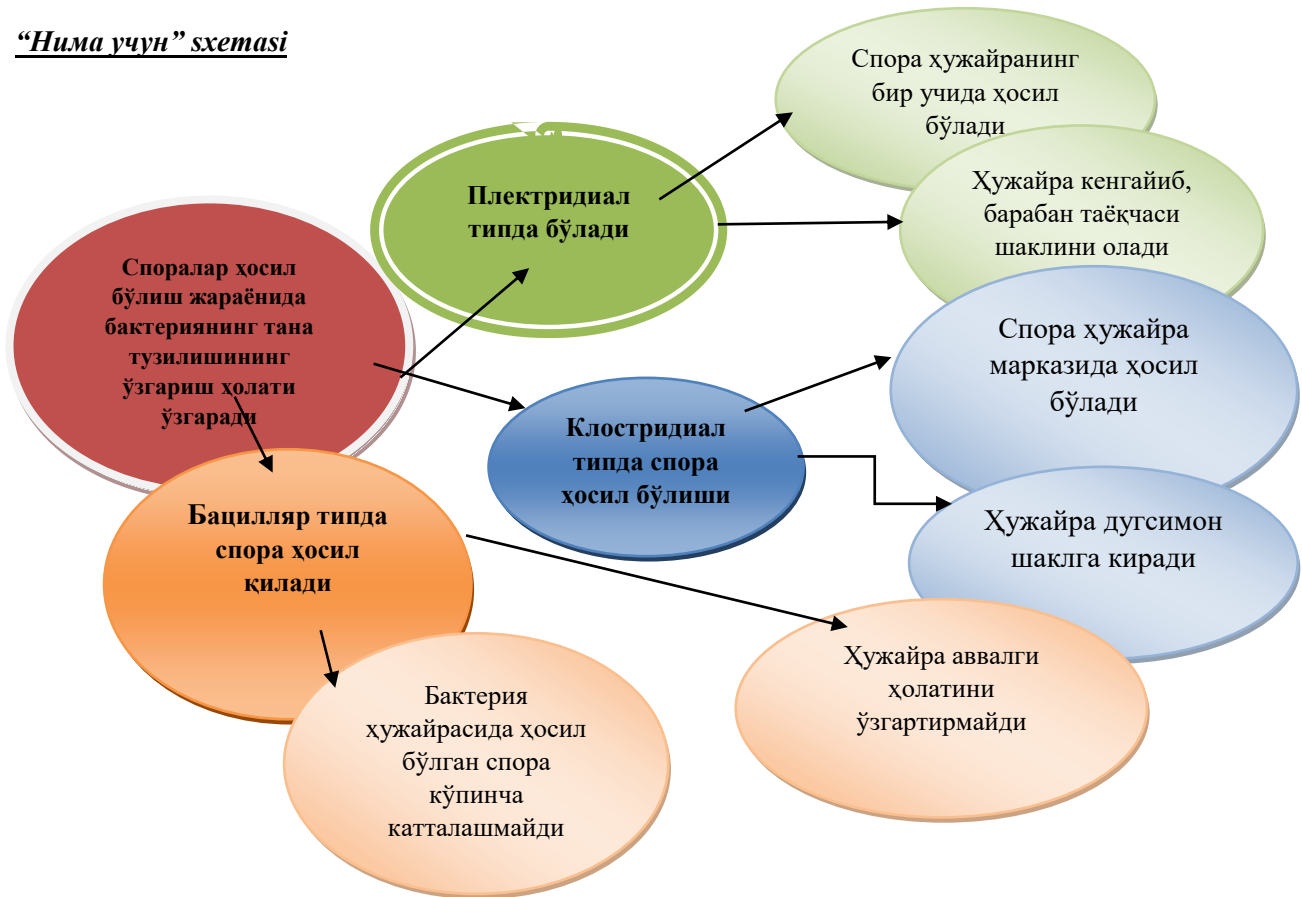 “Нима учун” sxemasi
Спора ҳужайранинг
бир учида ҳосил
бўлади
Плектридиал
типда бўлади
Ҳужайра кенгайиб,
барабан таёқчаси
шаклини олади
Споралар ҳосил
бўлиш жараёнида
бактериянинг тана
тузилишининг
ўзгариш ҳолати
ўзгаради
Спора ҳужайра
марказида ҳосил
бўлади
Клостридиал
типда спора
ҳосил бўлиши
Бацилляр типда
спора ҳосил
қилади
Ҳужайра дугсимон
шаклга киради
Ҳужайра аввалги
ҳолатини
ўзгартирмайди
Бактерия
ҳужайрасида ҳосил
бўлган спора
кўпинча
катталашмайди